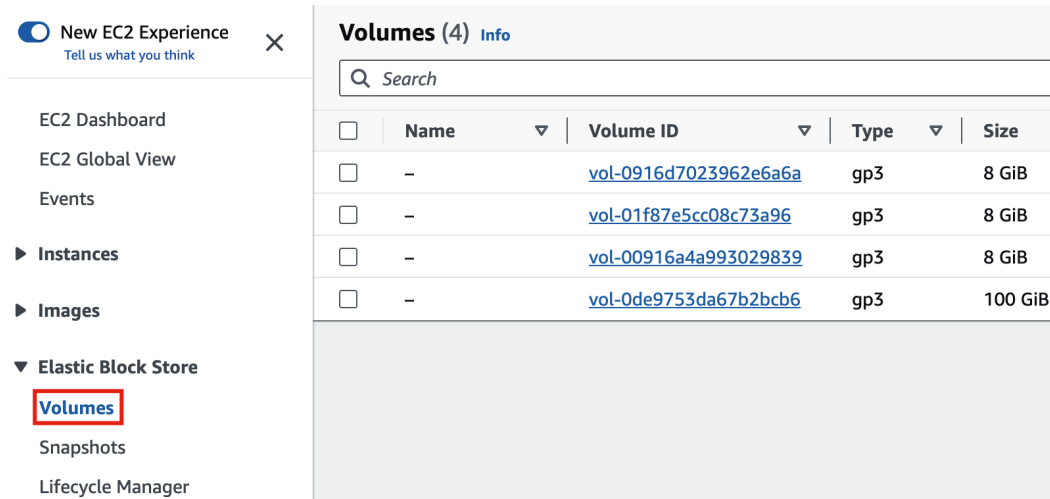 New EC2 Experience
Tell us what you think
EC2 Dashboard
EC2 Global View
Events
Instances
Images
Elastic Block Store
Volumes
Snapshots
Lifecycle Manager
Volumes (4) Info
Search
Name Volume ID Type Size
– vol-0916d7023962e6a6a gp3 8 GiB
– vol-01f87e5cc08c73a96 gp3 8 GiB
– vol-00916a4a993029839 gp3 8 GiB
– vol-0de9753da67b2bcb6 gp3 100 GiB